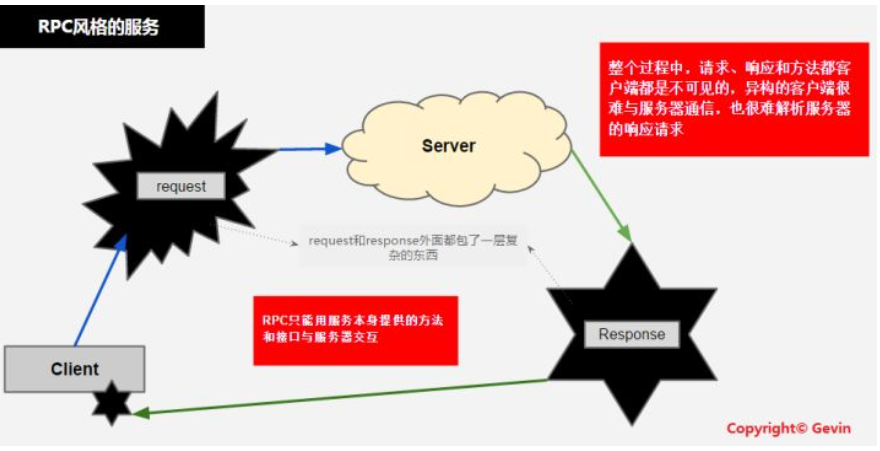 RPC风格的服务
整个过程中，请求、响应和方法都客
户端都是不可见的，异构的客户端很
难与服务器通信，也很难解析服务器
的响应请求
Server
request
request和response外面都包了一层复
杂的东西
RPC只能用服务本身提供的方法
和接口与服务器交互
Response
Client
Copyright© Gevin